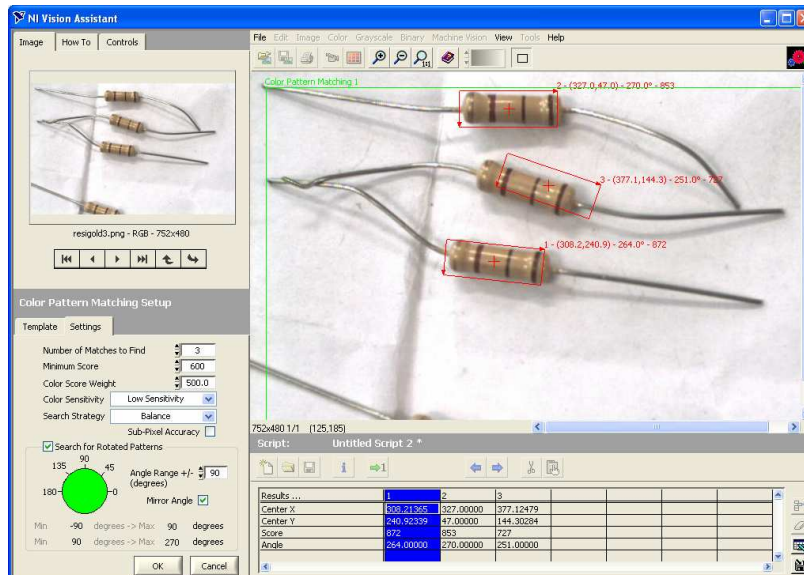 NI Vision Assistant
Image How To Controls
resigold3.png - RGB - 752x480
Color Pattern Matching Setup
Template Settings
Number of Matches to Find 3
Minimum Score 600
Color Score Weight 500.0
Color Sensitivity Low Sensitivity
Search Strategy Balance
Sub-Pixel Accuracy
Search for Rotated Patterns
90
135 45
180 0
Angle Range +/- 90
(degrees)
Mirror Angle
Min -90 degrees -> Max 90 degrees
Min 90 degrees -> Max 270 degrees
OK Cancel
File Edit Image Color Grayscale Binary Machine Vision View Tools Help
1:1
Color Pattern Matching 1
2 - (327.0,47.0) - 270.0° - 853
3 - (377.1,144.3) - 251.0° - 727
1 - (308.2,240.9) - 264.0° - 872
752x480 1/1 (125,185)
Script: Untitled Script 2 *
Results ... 1 2 3
Center X 308.21365 327.00000 377.12479
Center Y 240.92339 47.00000 144.30284
Score 872 853 727
Angle 264.00000 270.00000 251.00000